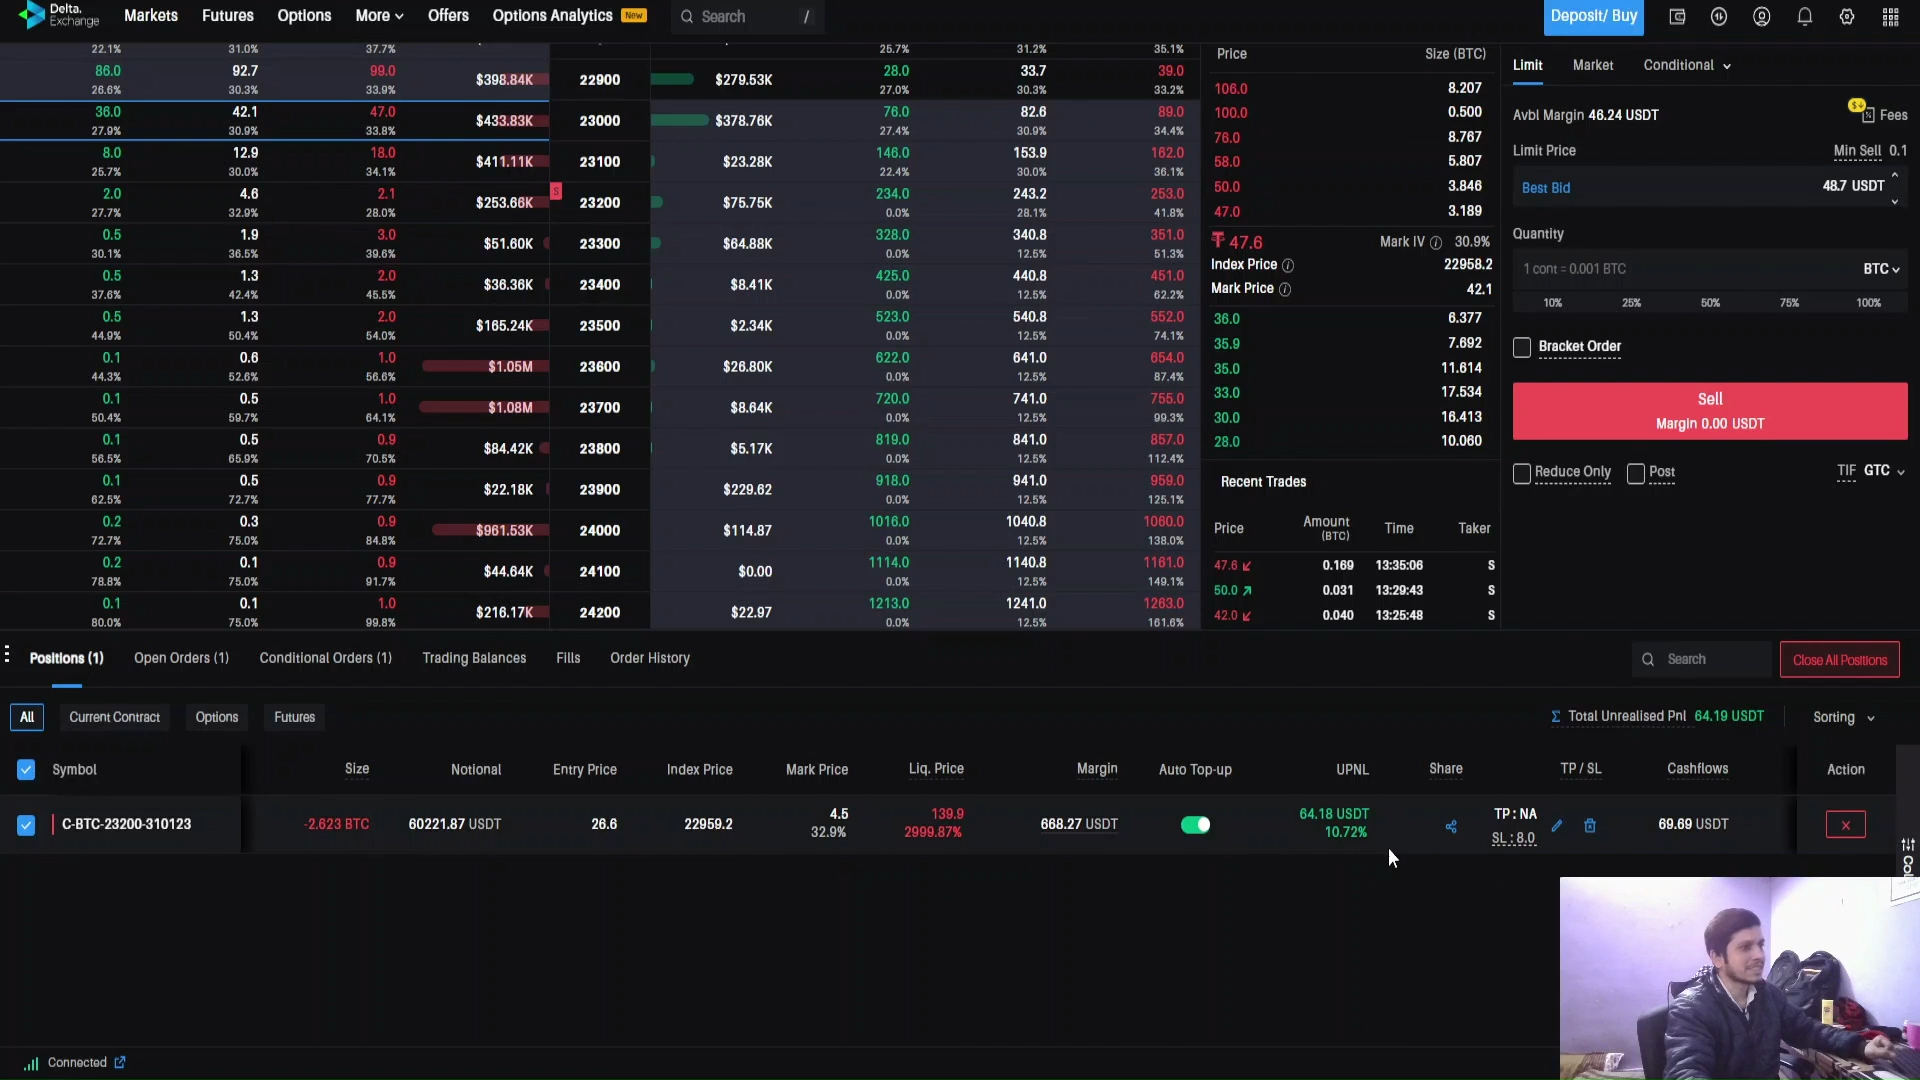 Delta. Exchange Markets Futures Options More Offers Options Analytics New Search / Deposit/ Buy
22.1% 31.0% 37.7% 25.7% 31.2% 35.1%
86.0 92.7 99.0 $398.84K 22900 $279.53K 28.0 33.7 39.0
26.6% 30.3% 33.9% 27.0% 30.3% 33.2%
36.0 42.1 47.0 $433.83K 23000 $378.76K 76.0 82.6 89.0
27.9% 30.9% 33.8% 27.4% 30.9% 34.4%
8.0 12.9 18.0 $411.11K 23100 $23.28K 146.0 153.9 162.0
25.7% 30.0% 34.1% 22.4% 30.0% 36.1%
2.0 4.6 2.1 $253.66K S 23200 $75.75K 234.0 243.2 253.0
27.7% 32.9% 28.0% 0.0% 28.1% 41.8%
0.5 1.9 3.0 $51.60K 23300 $64.88K 328.0 340.8 351.0
30.1% 36.5% 39.6% 0.0% 12.5% 51.3%
0.5 1.3 2.0 $36.36K 23400 $8.41K 425.0 440.8 451.0
37.6% 42.4% 45.5% 0.0% 12.5% 62.2%
0.5 1.3 2.0 $165.24K 23500 $2.34K 523.0 540.8 552.0
44.9% 50.4% 54.0% 0.0% 12.5% 74.1%
0.1 0.6 1.0 $1.05M 23600 $26.80K 622.0 641.0 654.0
44.3% 52.6% 56.6% 0.0% 12.5% 87.4%
0.1 0.5 1.0 $1.08M 23700 $8.64K 720.0 741.0 755.0
50.4% 59.7% 64.1% 0.0% 12.5% 99.3%
0.1 0.5 0.9 $84.42K 23800 $5.17K 819.0 841.0 857.0
56.5% 65.9% 70.5% 0.0% 12.5% 112.4%
0.1 0.5 0.9 $22.18K 23900 $229.62 918.0 941.0 959.0
62.5% 72.7% 77.7% 0.0% 12.5% 125.1%
0.2 0.3 0.9 $961.53K 24000 $114.87 1016.0 1040.8 1060.0
72.7% 75.0% 84.8% 0.0% 12.5% 138.0%
0.2 0.1 0.9 $44.64K 24100 $0.00 1114.0 1140.8 1161.0
78.8% 75.0% 91.7% 0.0% 12.5% 149.1%
0.1 0.1 1.0 $216.17K 24200 $22.97 1213.0 1241.0 1263.0
80.0% 75.0% 99.8% 0.0% 12.5% 161.6%
Price Size (BTC)
106.0 8.207
100.0 0.500
76.0 8.767
58.0 5.807
50.0 3.846
47.0 3.189
₮ 47.6 Mark IV 30.9%
Index Price 22958.2
Mark Price 42.1
36.0 6.377
35.9 7.692
35.0 11.614
33.0 17.534
30.0 16.413
28.0 10.060
Recent Trades
Price Amount (BTC) Time Taker
47.6 ↙ 0.169 13:35:06 S
50.0 ↗ 0.031 13:29:43 S
42.0 ↙ 0.040 13:25:48 S
Limit Market Conditional
Avbl Margin 46.24 USDT Fees
Limit Price Min Sell 0.1
Best Bid 48.7 USDT
Quantity
1 cont = 0.001 BTC BTC
10% 25% 50% 75% 100%
Bracket Order
Sell
Margin 0.00 USDT
Reduce Only Post TIF GTC
Positions (1) Open Orders (1) Conditional Orders (1) Trading Balances Fills Order History Search Close All Positions
All Current Contract Options Futures Σ Total Unrealised Pnl 64.19 USDT Sorting
Symbol Size Notional Entry Price Index Price Mark Price Liq. Price Margin Auto Top-up UPNL Share TP / SL Cashflows Action
C-BTC-23200-310123 -2.623 BTC 60221.87 USDT 26.6 22959.2 4.5 139.9 668.27 USDT 64.18 USDT TP : NA 69.69 USDT
32.9% 2999.87% 10.72% SL : 8.0
Connected